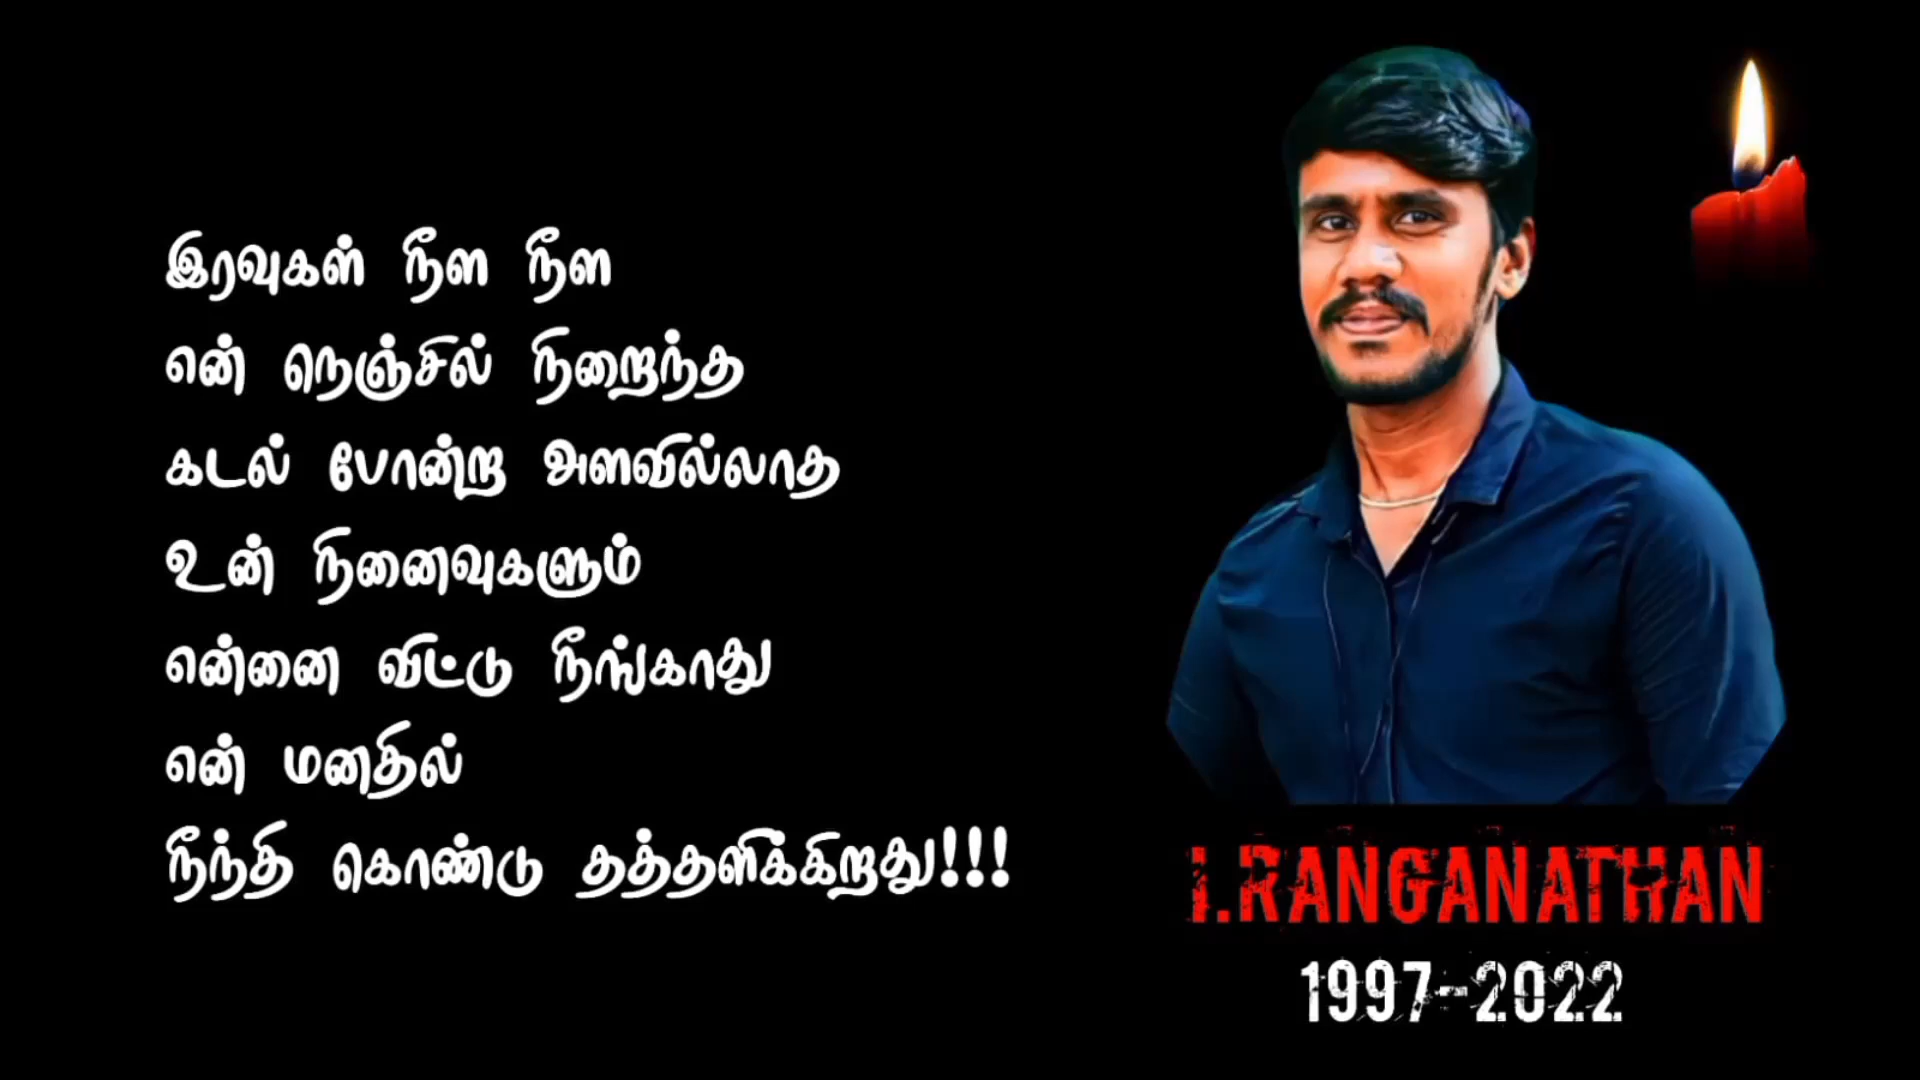 இரவுகள் நீள நீள
என் நெஞ்சில் நிறைந்த
கடல் போன்ற அளவில்லாத
உன் நினைவுகளும்
என்னை விட்டு நீங்காது
என் மனதில்
நீந்தி கொண்டு தத்தளிக்கிறது!!!
I.RANGANATHAN
1997-2022